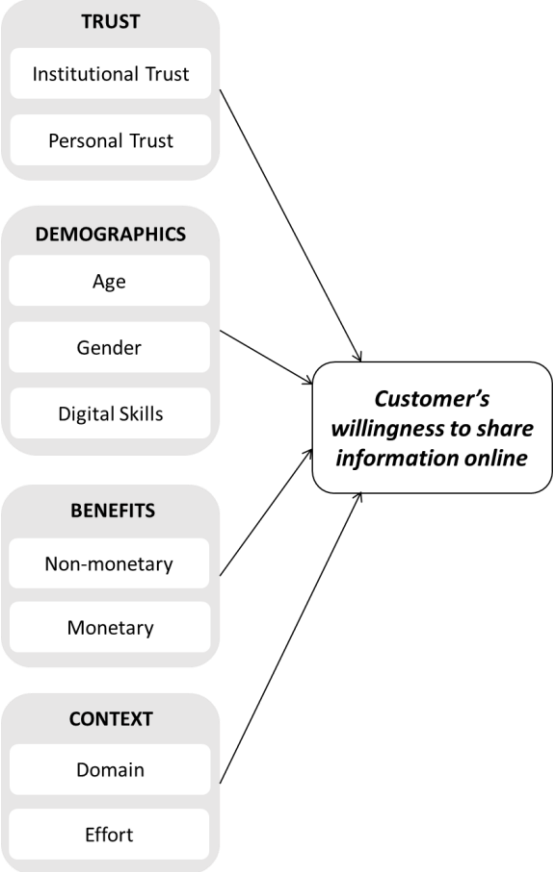 TRUST
Institutional Trust
Personal Trust
DEMOGRAPHICS
Age
Gender
Digital Skills
BENEFITS
Non-monetary
Monetary
CONTEXT
Domain
Effort
Customer’s
willingness to share
information online